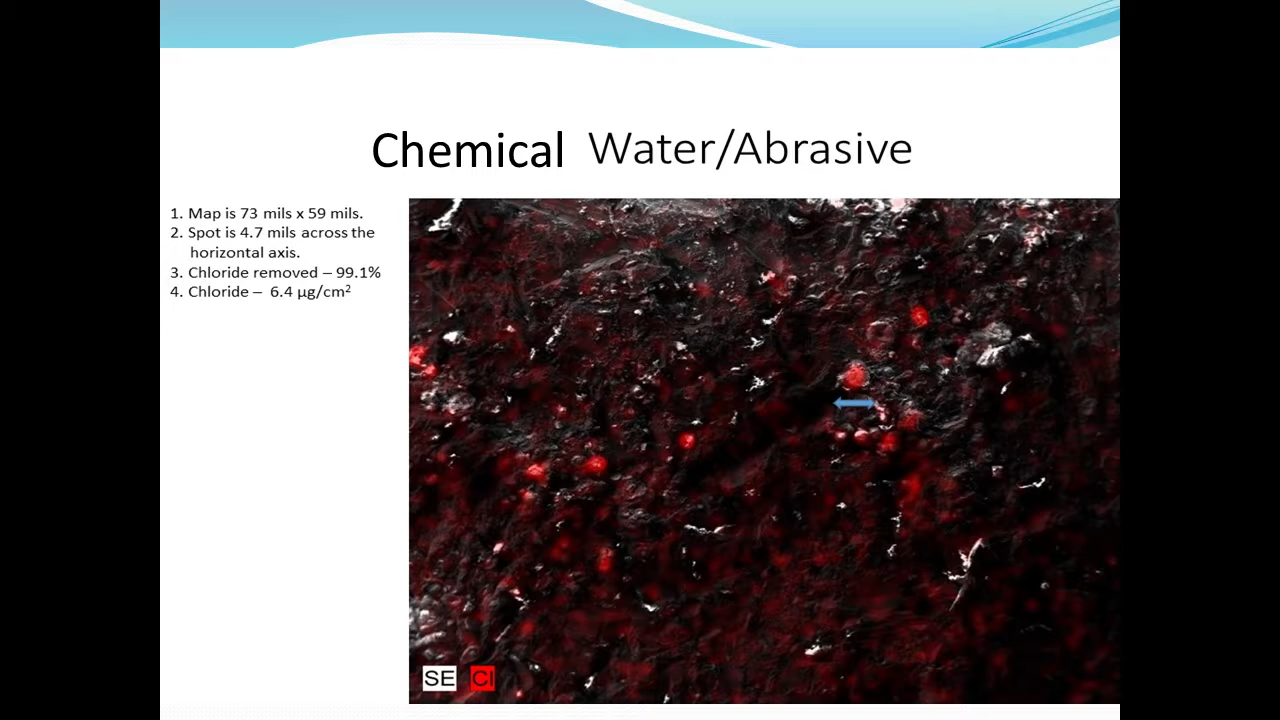 Chemical Water/Abrasive
1. Map is 73 mils x 59 mils.
2. Spot is 4.7 mils across the
horizontal axis.
3. Chloride removed – 99.1%
4. Chloride – 6.4 µg/cm²
SE Cl